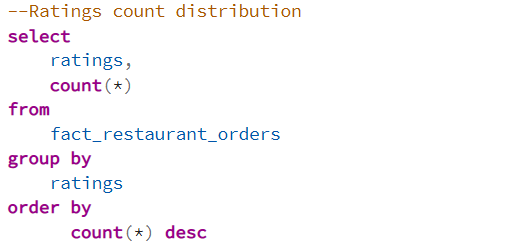 --Ratings count distribution
select
    ratings,
    count(*)
from
    fact_restaurant_orders
group by
    ratings
order by
      count(*) desc